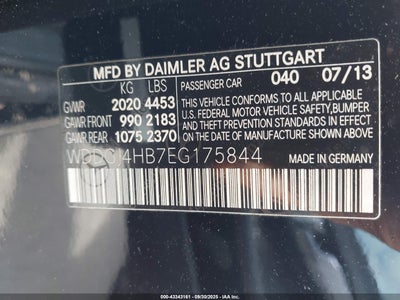 MFD BY DAIMLER AG STUTTGART
KG LBS PASSENGER CAR 040 07/13
GVWR 2020 4453 THIS VEHICLE CONFORMS TO ALL APPLICABLE
GAWR FRONT 990 2183 U.S. FEDERAL MOTOR VEHICLE SAFETY, BUMPER
GAWR REAR 1075 2370 AND THEFT PREVENTION STANDARDS IN EFFECT ON THE
DATE OF MANUFACTURE SHOWN ABOVE.
WDDGJ4HB7EG175844 MADE IN GERMANY
000-43343161 - 09/30/2025 - iaai.com